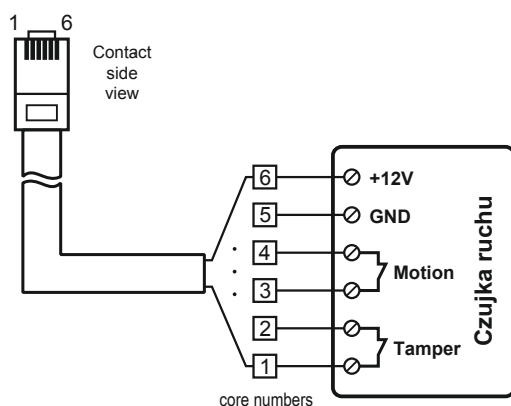 1 6
Contact
side
view
6 +12V
5 GND
4
Motion
3
2
Tamper
1
Czujka ruchu
core numbers